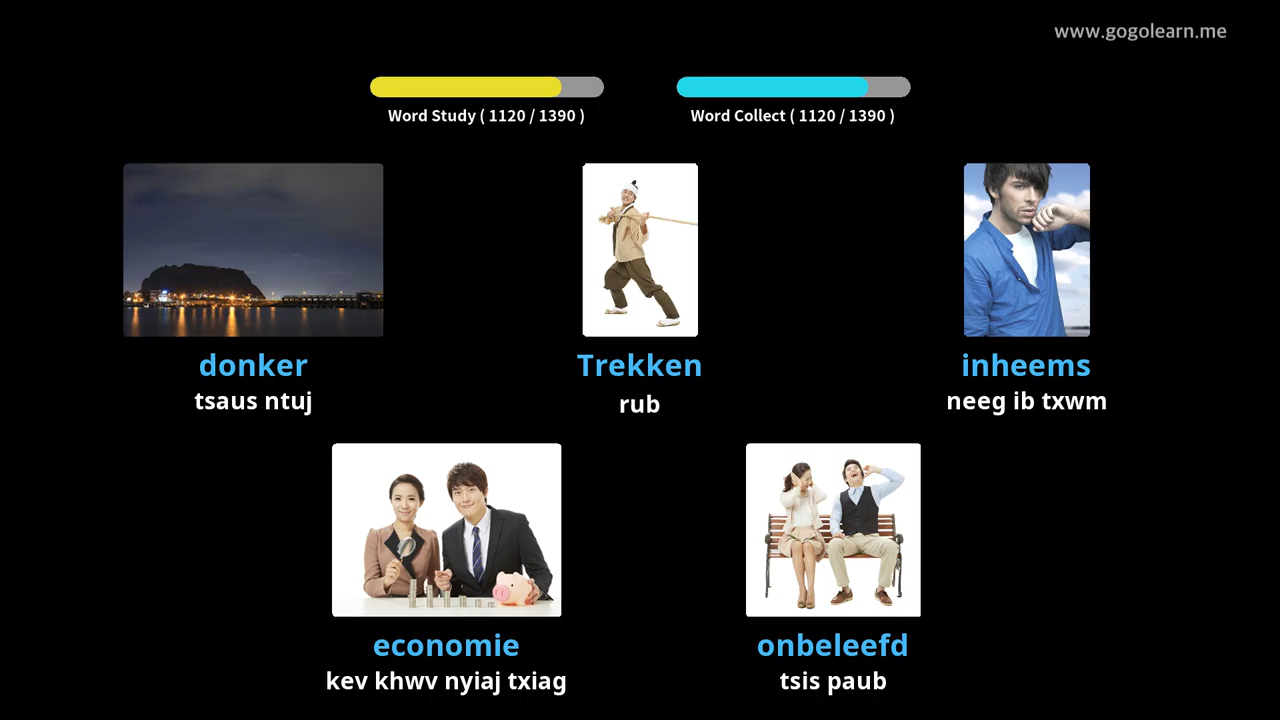 www.gogolearn.me
Word Study ( 1120 / 1390 )
Word Collect ( 1120 / 1390 )
donker
tsaus ntuj
Trekken
rub
inheems
neeg ib txwm
economie
kev khwv nyiaj txiag
onbeleefd
tsis paub